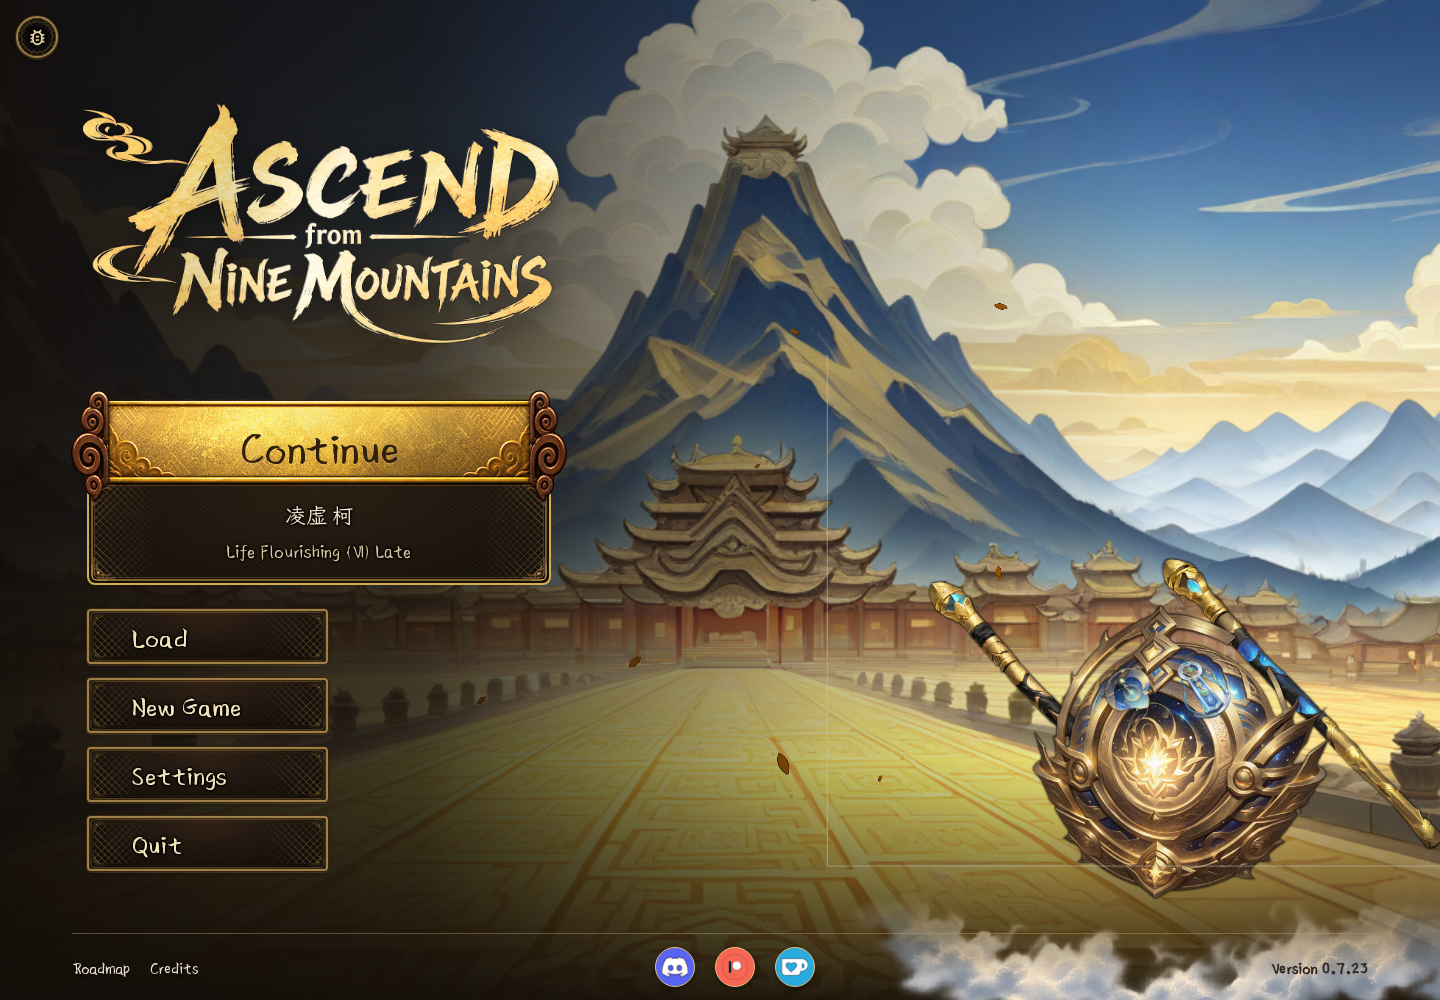 ASCEND
from
NINE MOUNTAINS
Continue
凌虚 柯
Life Flourishing (VI) Late
Load
New Game
Settings
Quit
Roadmap Credits
Version 0.7.23